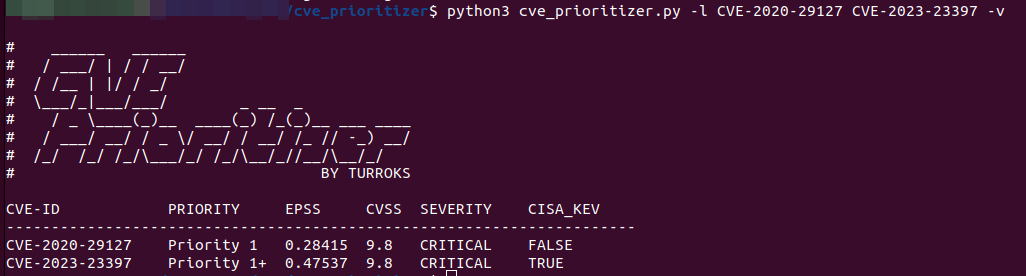 /cve_prioritizer$ python3 cve_prioritizer.py -l CVE-2020-29127 CVE-2023-23397 -v
CVE
Prioritizer
# BY TURROKS
CVE-ID PRIORITY EPSS CVSS SEVERITY CISA_KEV
-----------------------------------------------------------------------
CVE-2020-29127 Priority 1 0.28415 9.8 CRITICAL FALSE
CVE-2023-23397 Priority 1+ 0.47537 9.8 CRITICAL TRUE